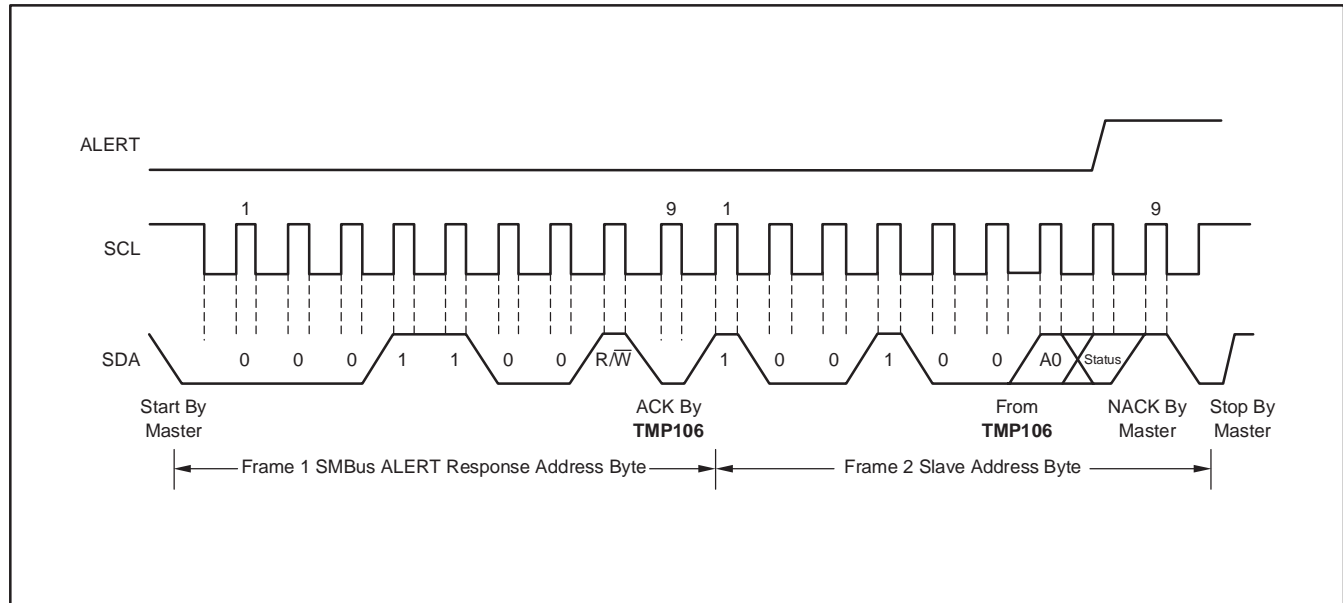 ALERT
1 9 1 9
SCL
SDA 0 0 0 1 1 0 0 R/W̅ 1 0 0 1 0 0 A0 Status
Start By
Master
ACK By
TMP106
From
TMP106
NACK By
Master
Stop By
Master
Frame 1 SMBus ALERT Response Address Byte
Frame 2 Slave Address Byte